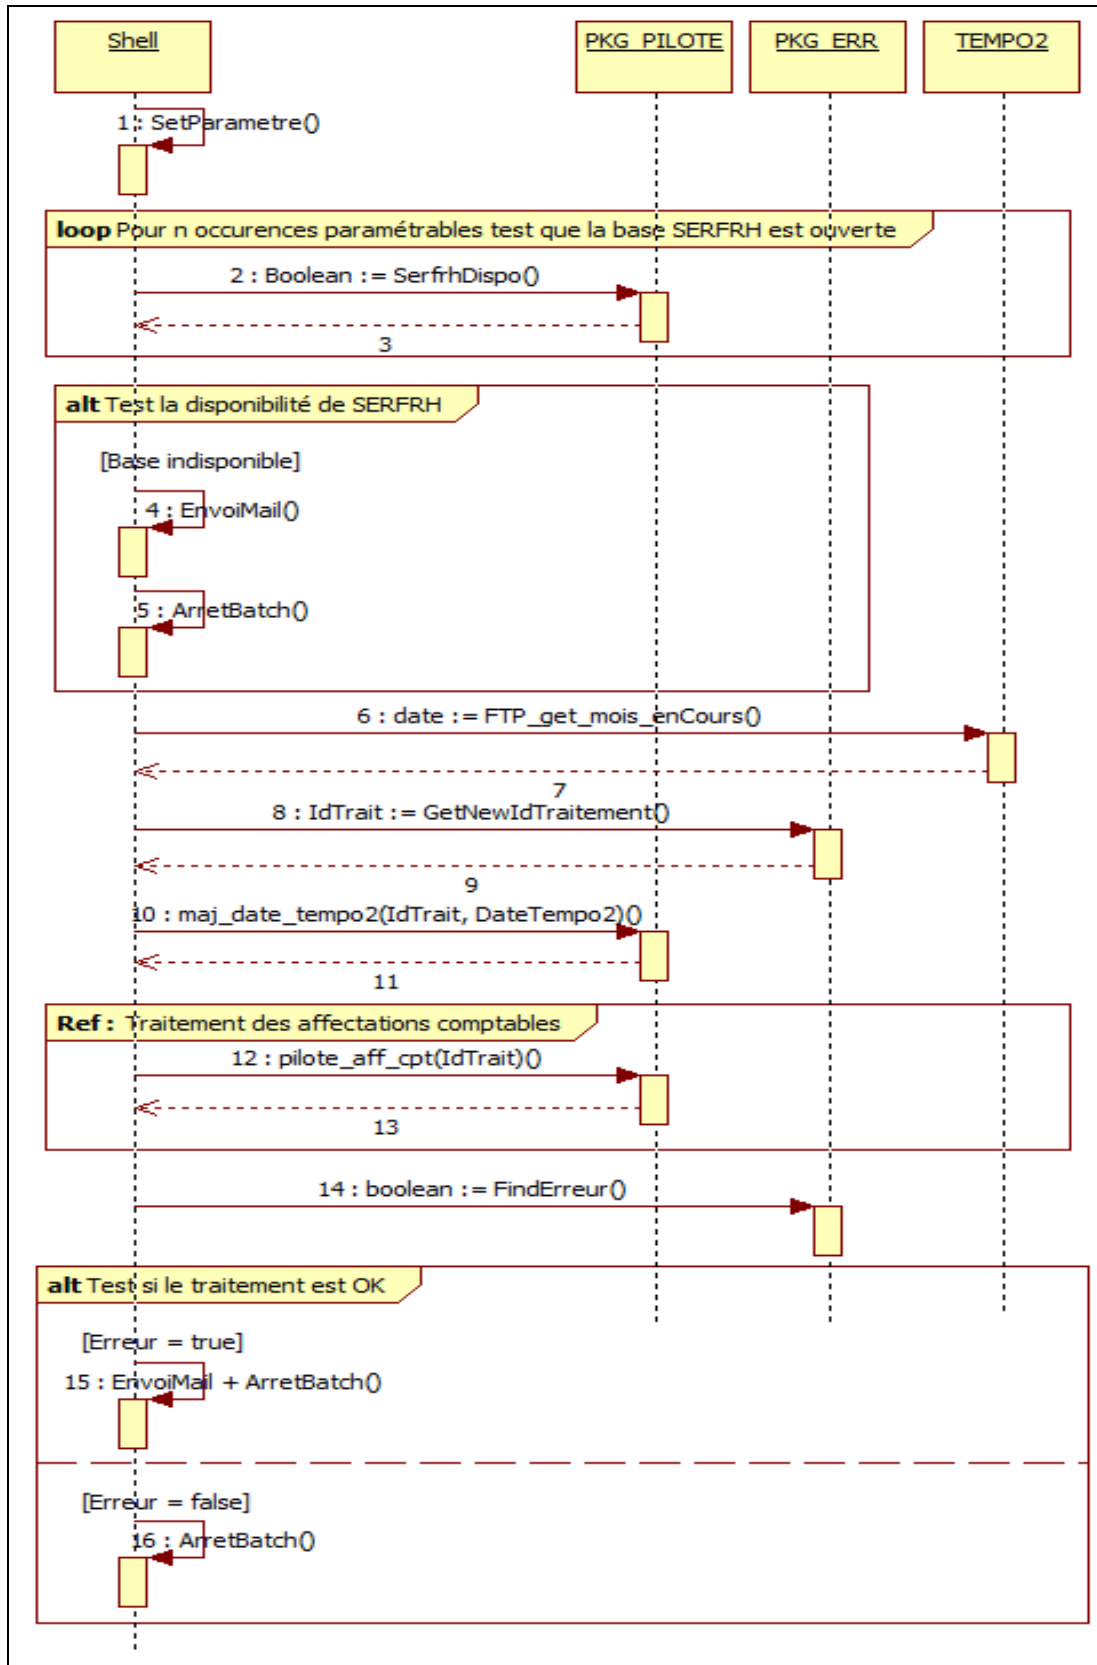 Shell PKG_PILOTE PKG_ERR TEMPO2
1 : SetParametre()
loop Pour n occurences paramétrables test que la base SERFRH est ouverte
2 : Boolean := SerfrhDispo()
3
alt Test la disponibilité de SERFRH
[Base indisponible]
4 : EnvoiMail()
5 : ArretBatch()
6 : date := FTP_get_mois_enCours()
7
8 : IdTrait := GetNewIdTraitement()
9
10 : maj_date_tempo2(IdTrait, DateTempo2)()
11
Ref : Traitement des affectations comptables
12 : pilote_aff_cpt(IdTrait)()
13
14 : boolean := FindErreur()
alt Test si le traitement est OK
[Erreur = true]
15 : EnvoiMail + ArretBatch()
[Erreur = false]
16 : ArretBatch()